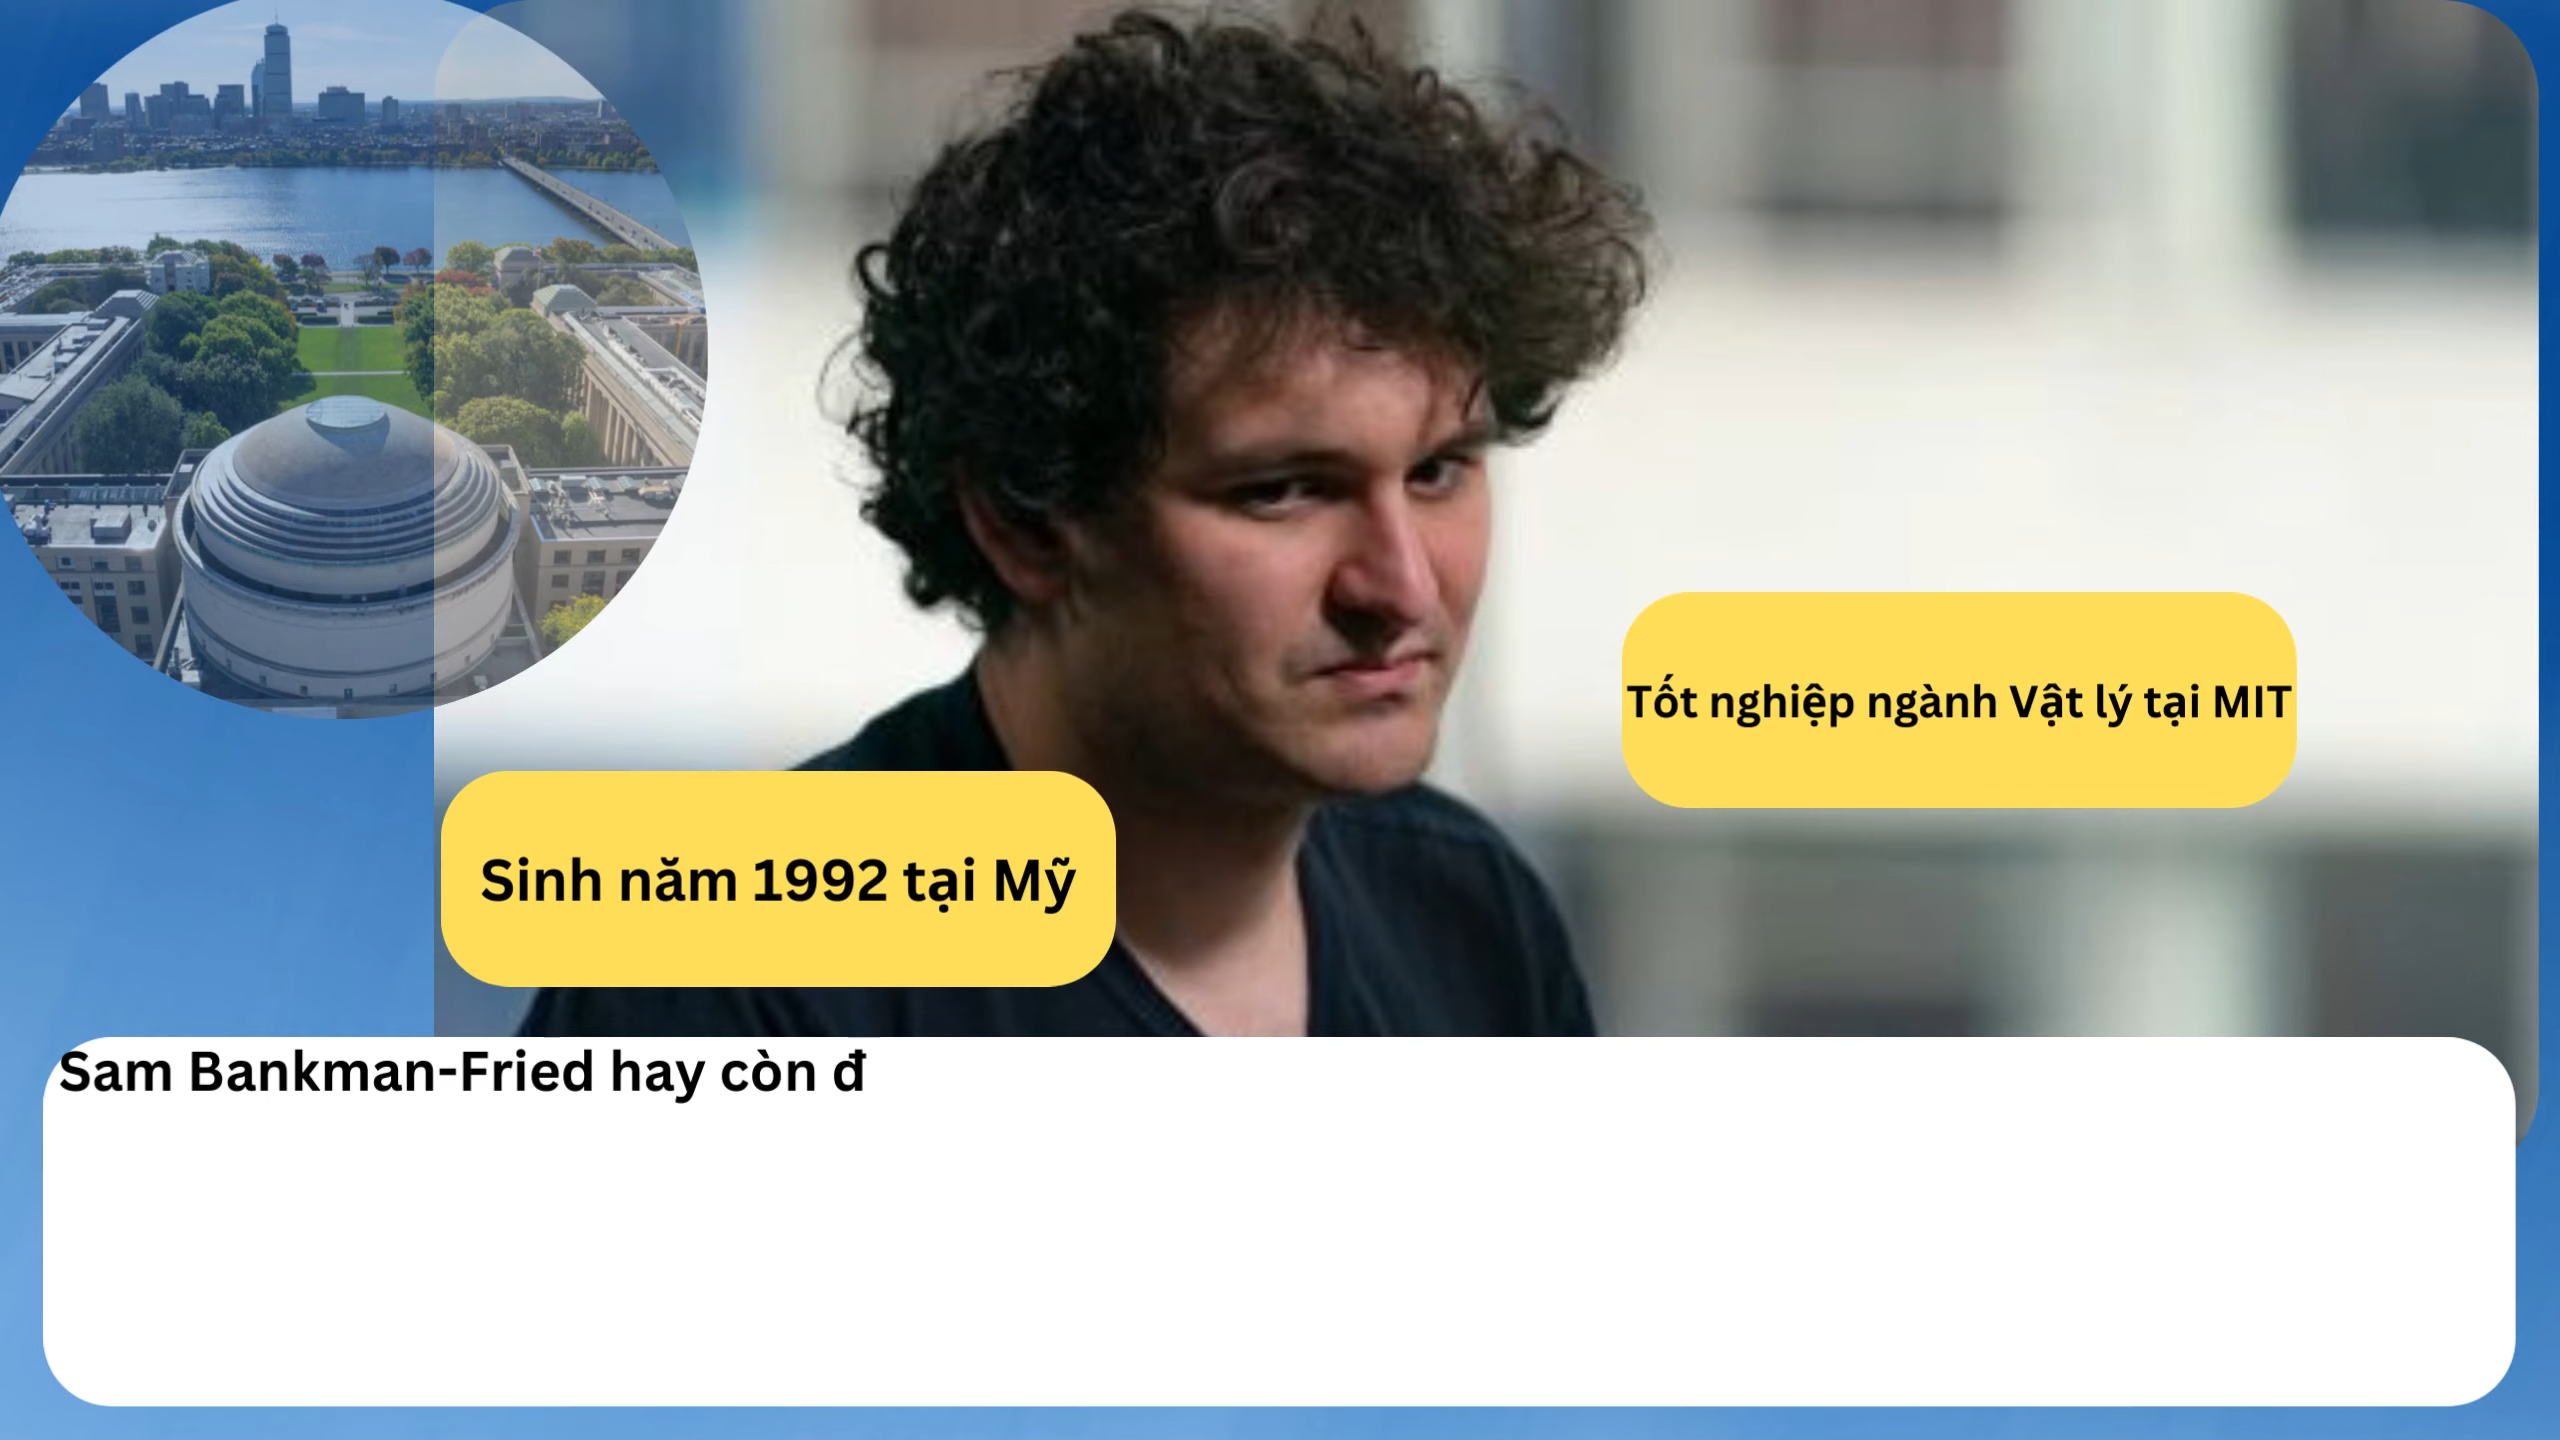 Tốt nghiệp ngành Vật lý tại MIT
Sinh năm 1992 tại Mỹ
Sam Bankman-Fried hay còn đ